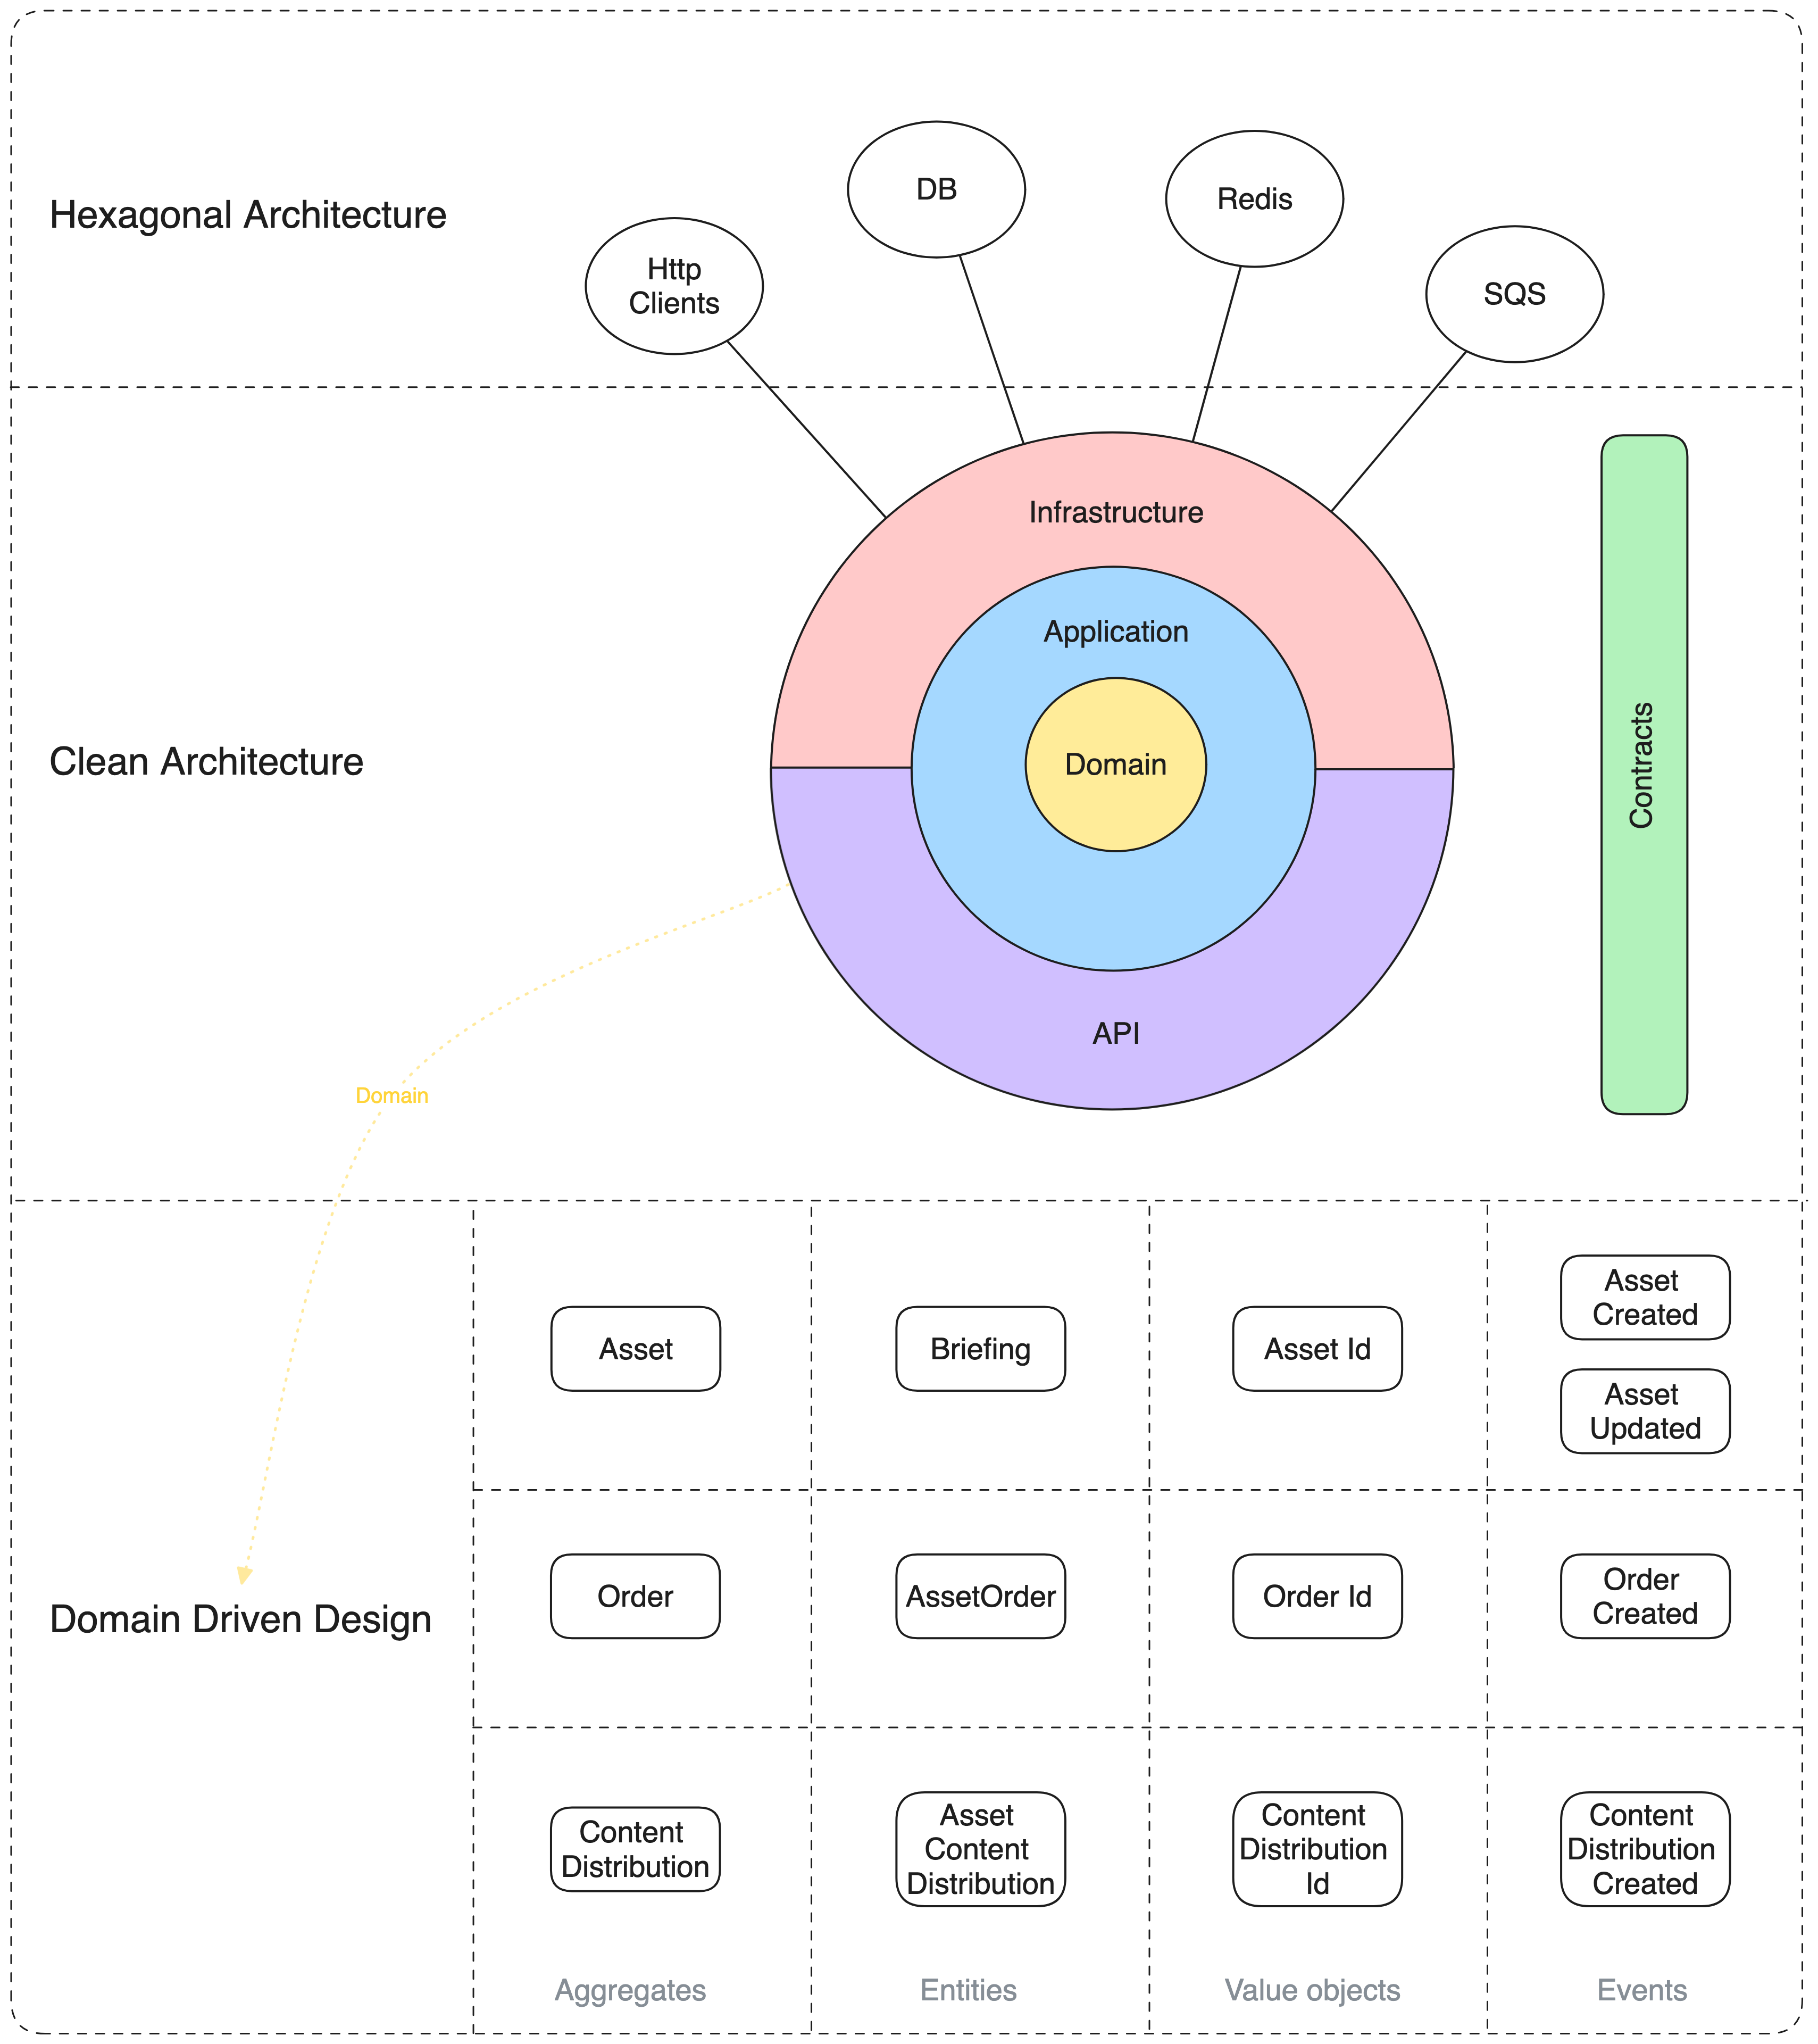 Hexagonal Architecture
Http
Clients
DB
Redis
SQS
Clean Architecture
Infrastructure
Application
Domain
API
Contracts
Domain
Domain Driven Design
Asset
Briefing
Asset Id
Asset
Created
Asset
Updated
Order
AssetOrder
Order Id
Order
Created
Content
Distribution
Asset
Content
Distribution
Content
Distribution
Id
Content
Distribution
Created
Aggregates
Entities
Value objects
Events